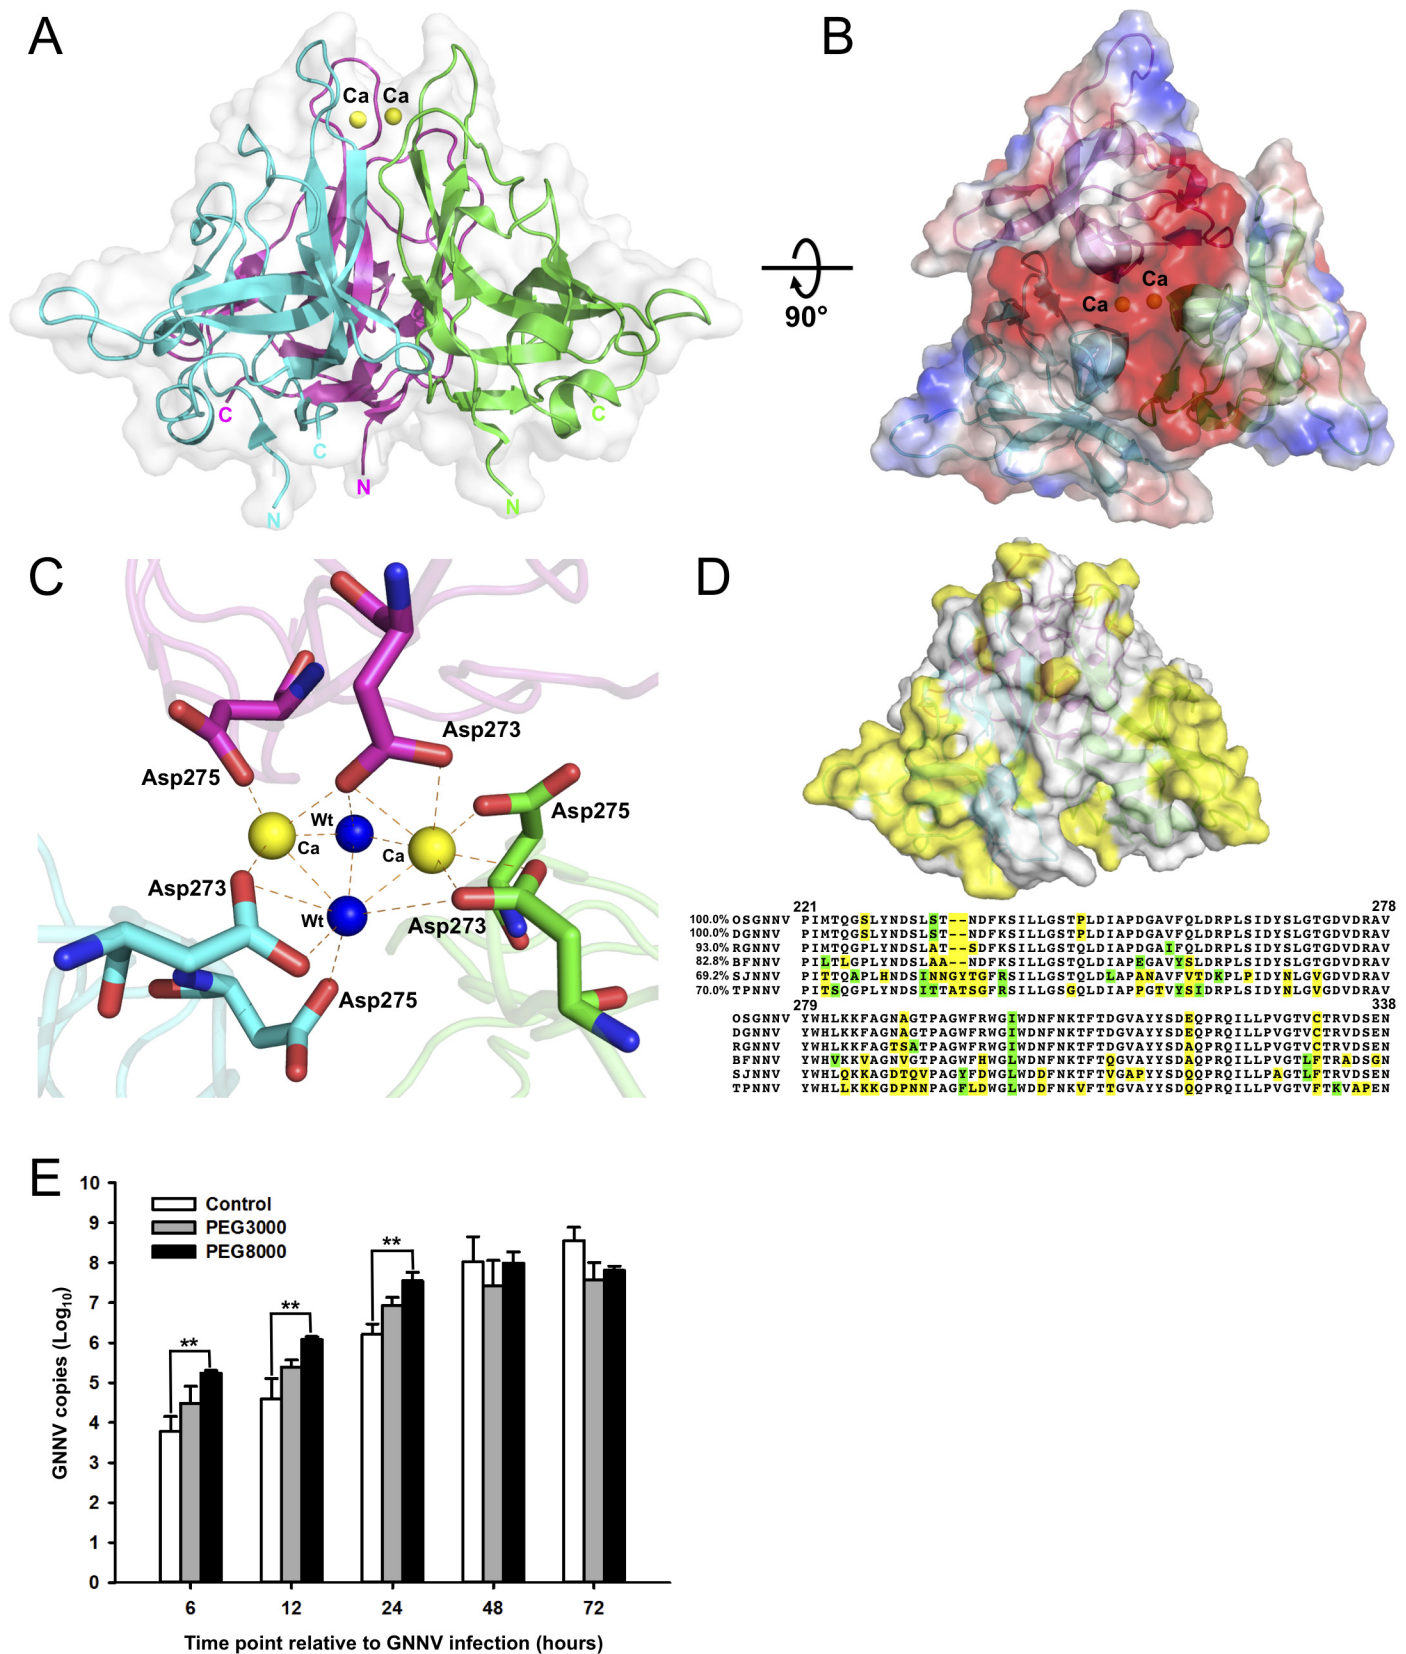 A
Ca Ca
C
C
C
N
N
N
90°
B
Ca
Ca
C
Asp273
Asp275
Asp275
Wt
Ca
Ca
Asp273
Wt
Asp273
Asp275
D
221 278
100.0% OSGNNV PIMTQGSLYNDSLST--NDFKSILLGSTPLDIAPDGAVFQLDRPLSIDYSLGTGDVDRAV
100.0% DGNNV PIMTQGSLYNDSLST--NDFKSILLGSTPLDIAPDGAVFQLDRPLSIDYSLGTGDVDRAV
93.0% RGNNV PIMTQGSLYNDSLAT--SDFKSILLGSTQLDIAPDGAIFQLDRPLSIDYSLGTGDVDRAV
82.8% BFNNV PILTLGPLYNDSLAA--NDFKSILLGSTQLDIAPEGAVYSLDRPLSIDYSLGTGDVDRAV
69.2% SJNNV PITTQAPLHNDSINNGYTGFRSILLGSTQLDLAPANAVFVTDKPLPIDYNLGVGDVDRAV
70.0% TPNNV PITSQGPLYNDSITTATSGFRSILLGSGQLDIAPPGTVYSIDRPLSIDYNLGVGDVDRAV
279 338
OSGNNV YWHLKKFAGNAGTPAGWFRWGIWDNFNKTFTDGVAYYSDEQPRQILLPVGTVCTRVDSEN
DGNNV YWHLKKFAGNAGTPAGWFRWGIWDNFNKTFTDGVAYYSDEQPRQILLPVGTVCTRVDSEN
RGNNV YWHLKKFAGTSATPAGWFRWGIWDNFNKTFTDGVAYYSDAQPRQILLPVGTVCTRVDSEN
BFNNV YWHVKKVAGNVGTPAGWFHWGLWDNFNKTFTQGVAYYSDAQPRQILLPVGTLFTRADSGN
SJNNV YWHLQKKAGDTQVPAGYFDWGLWDDFNKTFTVGAPYYSDQQPRQILLPAGTLFTRVDSEN
TPNNV YWHLLKKKGDPNNPAGFLDWGLWDDFNKVFTTGVAYYSDQQPRQILLPVGTVFTKVAPEN
E
GNNV copies (Log10)
10
9
8
7
6
5
4
3
2
1
0
Control
PEG3000
PEG8000
**
**
**
6 12 24 48 72
Time point relative to GNNV infection (hours)